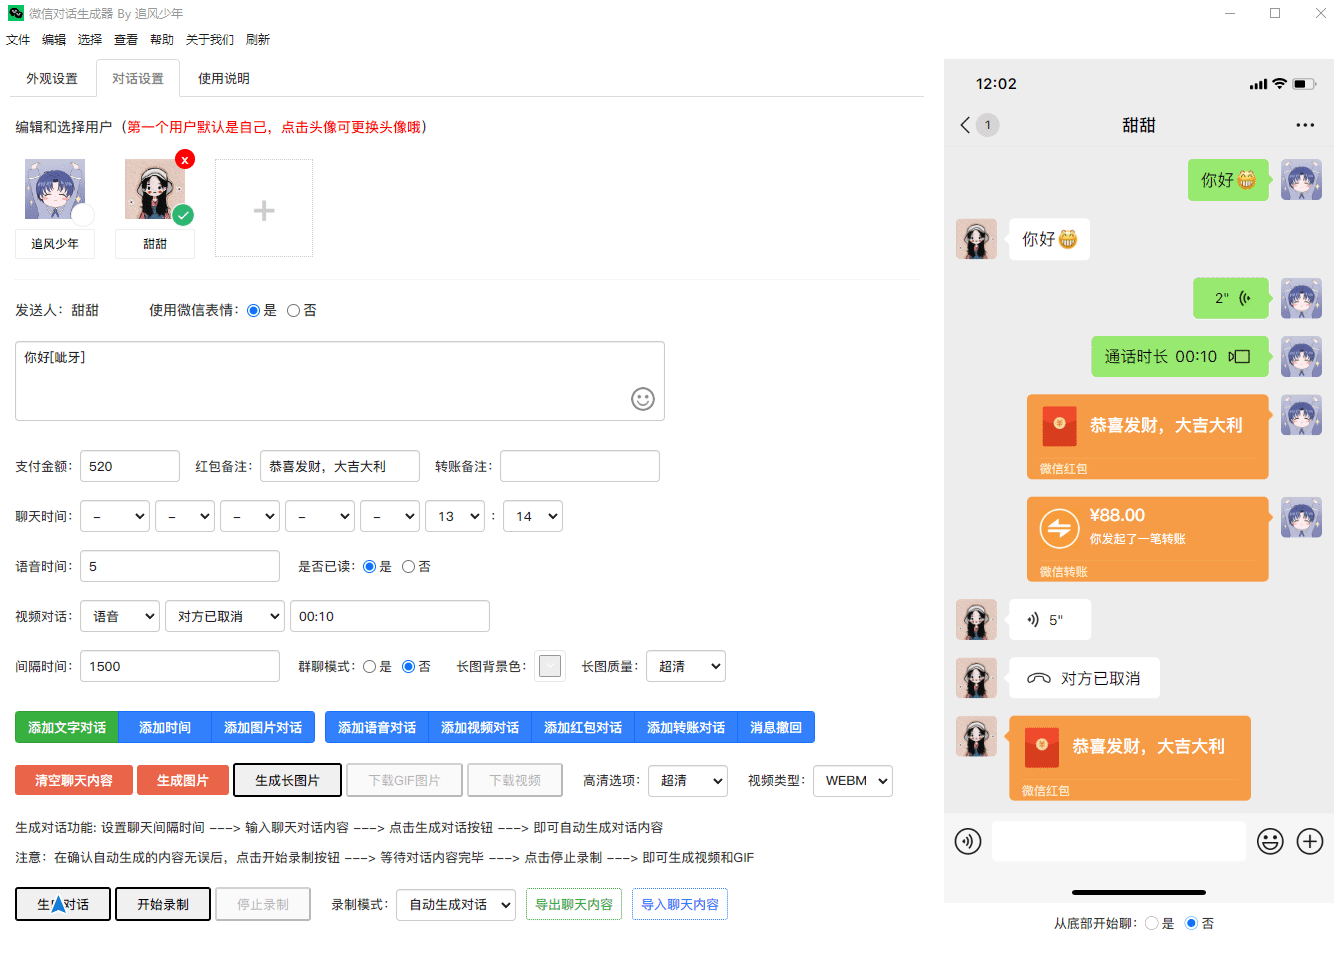 微信对话生成器 By 追风少年
文件 编辑 选择 查看 帮助 关于我们 刷新
外观设置 对话设置 使用说明
编辑和选择用户（第一个用户默认是自己，点击头像可更换头像哦）
x
追风少年 甜甜
发送人：甜甜 使用微信表情：是 否
你好[呲牙]
支付金额：520 红包备注：恭喜发财，大吉大利 转账备注：
聊天时间：– – – – – 13 : 14
语音时间：5 是否已读：是 否
视频对话：语音 对方已取消 00:10
间隔时间：1500 群聊模式：是 否 长图背景色： 长图质量：超清
添加文字对话 添加时间 添加图片对话 添加语音对话 添加视频对话 添加红包对话 添加转账对话 消息撤回
清空聊天内容 生成图片 生成长图片 下载GIF图片 下载视频 高清选项：超清 视频类型：WEBM
生成对话功能: 设置聊天间隔时间 ---> 输入聊天对话内容 ---> 点击生成对话按钮 ---> 即可自动生成对话内容
注意：在确认自动生成的内容无误后，点击开始录制按钮 ---> 等待对话内容完毕 ---> 点击停止录制 ---> 即可生成视频和GIF
生成对话 开始录制 停止录制 录制模式：自动生成对话 导出聊天内容 导入聊天内容
12:02
1 甜甜
你好
你好
2"
通话时长 00:10
恭喜发财，大吉大利
微信红包
¥88.00
你发起了一笔转账
微信转账
5"
对方已取消
恭喜发财，大吉大利
微信红包
从底部开始聊：是 否